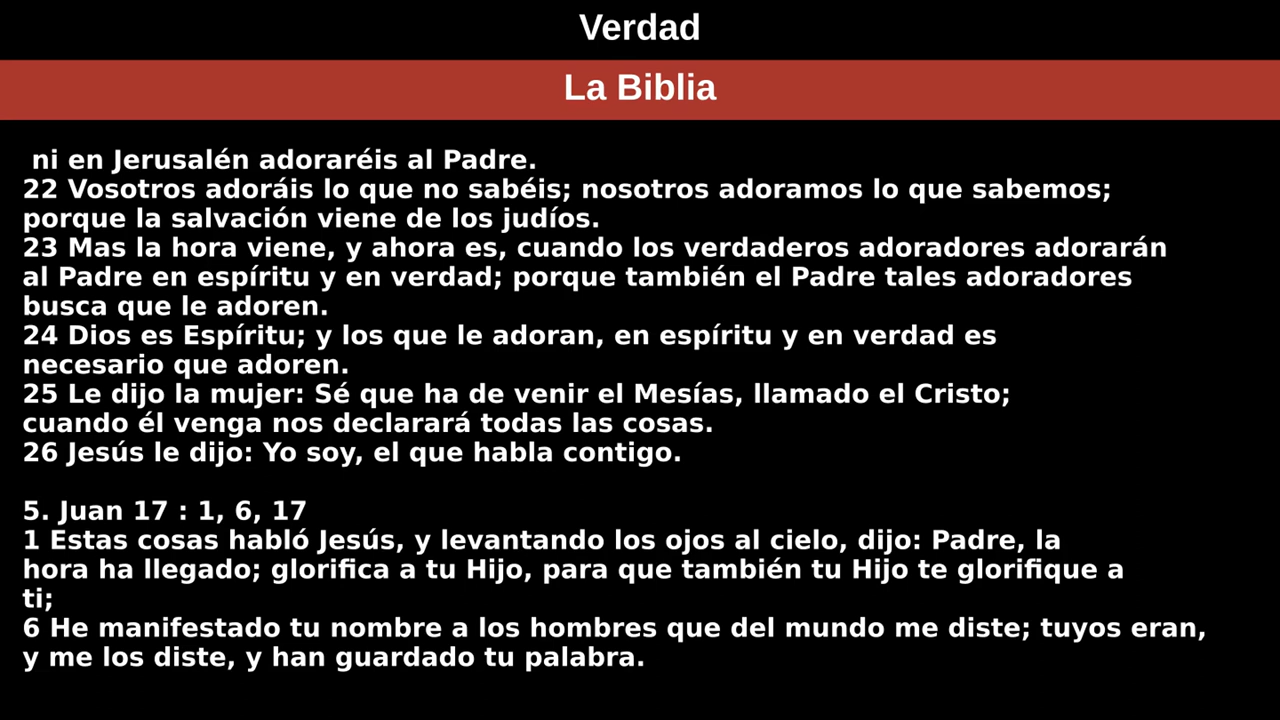 Verdad
La Biblia
ni en Jerusalén adoraréis al Padre.
22 Vosotros adoráis lo que no sabéis; nosotros adoramos lo que sabemos;
porque la salvación viene de los judíos.
23 Mas la hora viene, y ahora es, cuando los verdaderos adoradores adorarán
al Padre en espíritu y en verdad; porque también el Padre tales adoradores
busca que le adoren.
24 Dios es Espíritu; y los que le adoran, en espíritu y en verdad es
necesario que adoren.
25 Le dijo la mujer: Sé que ha de venir el Mesías, llamado el Cristo;
cuando él venga nos declarará todas las cosas.
26 Jesús le dijo: Yo soy, el que habla contigo.
5. Juan 17 : 1, 6, 17
1 Estas cosas habló Jesús, y levantando los ojos al cielo, dijo: Padre, la
hora ha llegado; glorifica a tu Hijo, para que también tu Hijo te glorifique a
ti;
6 He manifestado tu nombre a los hombres que del mundo me diste; tuyos eran,
y me los diste, y han guardado tu palabra.